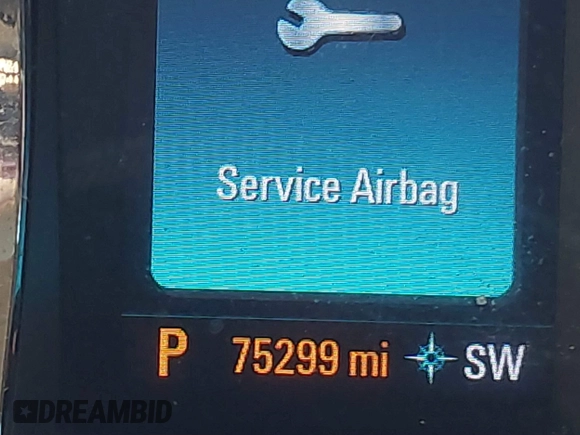 Service Airbag
P 75299 mi SW
DREAMBID